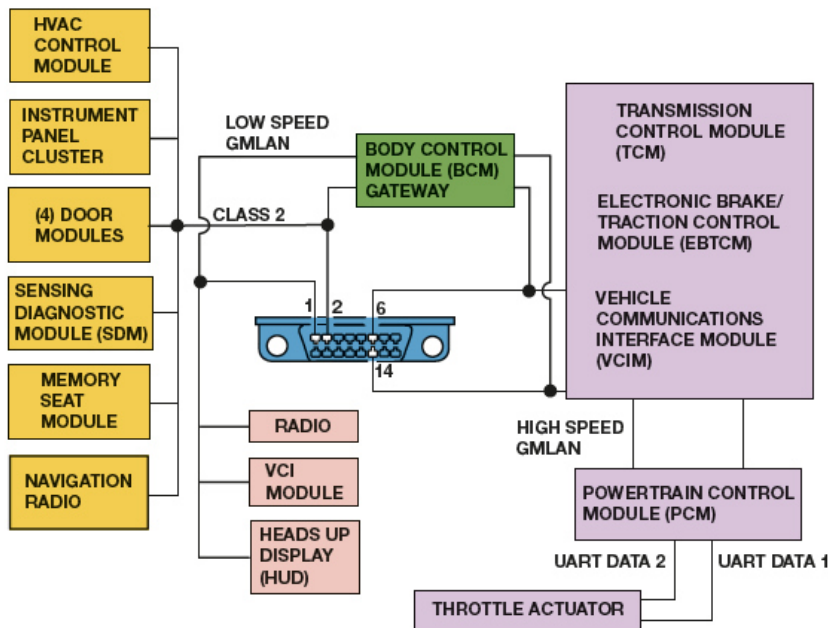 HVAC
CONTROL
MODULE
INSTRUMENT
PANEL
CLUSTER
(4) DOOR
MODULES
SENSING
DIAGNOSTIC
MODULE (SDM)
MEMORY
SEAT
MODULE
NAVIGATION
RADIO
LOW SPEED
GMLAN
CLASS 2
BODY CONTROL
MODULE (BCM)
GATEWAY
1
2
6
14
RADIO
VCI
MODULE
HEADS UP
DISPLAY
(HUD)
TRANSMISSION
CONTROL MODULE
(TCM)
ELECTRONIC BRAKE/
TRACTION CONTROL
MODULE (EBTCM)
VEHICLE
COMMUNICATIONS
INTERFACE MODULE
(VCIM)
HIGH SPEED
GMLAN
POWERTRAIN CONTROL
MODULE (PCM)
UART DATA 2
UART DATA 1
THROTTLE ACTUATOR